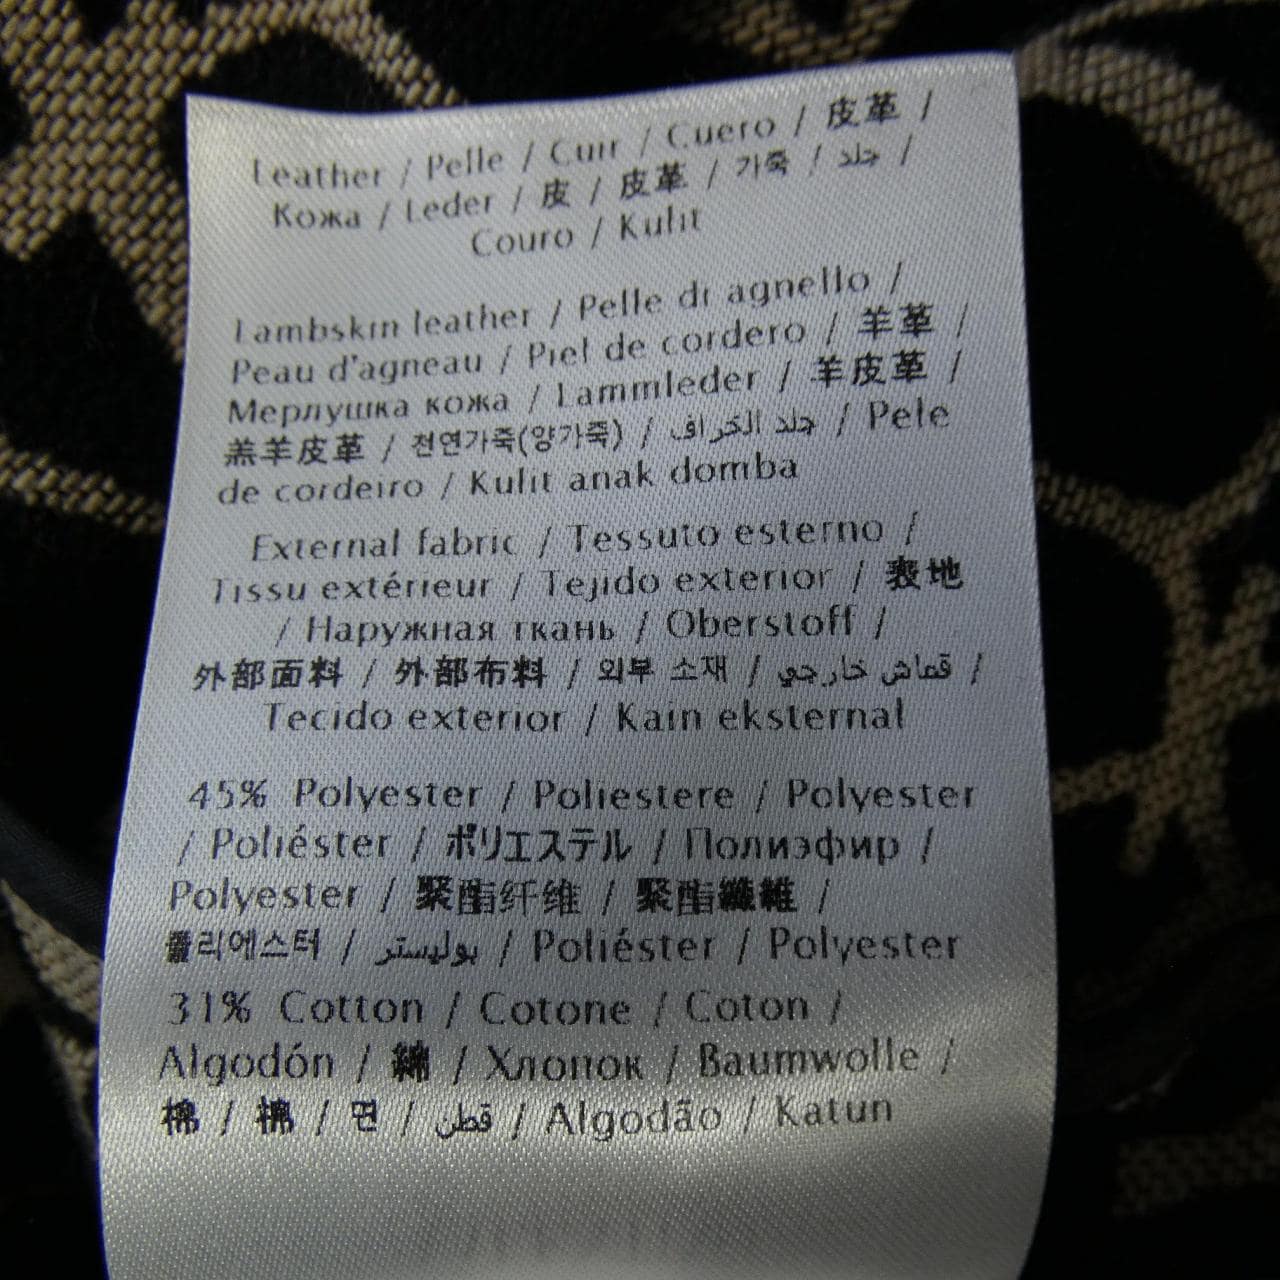 Leather / Pelle / Cuir / Cuero / 皮革 /
Кожа / Leder / 皮 / 皮革 / 가죽 / جلد /
Couro / Kulit
Lambskin leather / Pelle di agnello /
Peau d'agneau / Piel de cordero / 羊革 /
Мерлушка кожа / Lammleder / 羊皮革 /
羔羊皮革 / 천연가죽(양가죽) / جلد الخراف / Pele
de cordeiro / Kulit anak domba
External fabric / Tessuto esterno /
Tissu extérieur / Tejido exterior / 表地
/ Наружная ткань / Oberstoff /
外部面料 / 外部布料 / 외부 소재 / قماش خارجي /
Tecido exterior / Kain eksternal
45% Polyester / Poliestere / Polyester
/ Poliéster / ポリエステル / Полиэфир /
Polyester / 聚酯纤维 / 聚酯纖維 /
폴리에스터 / بوليستر / Poliéster / Polyester
31% Cotton / Cotone / Coton /
Algodón / 綿 / Хлопок / Baumwolle /
棉 / 棉 / 면 / قطن / Algodão / Katun